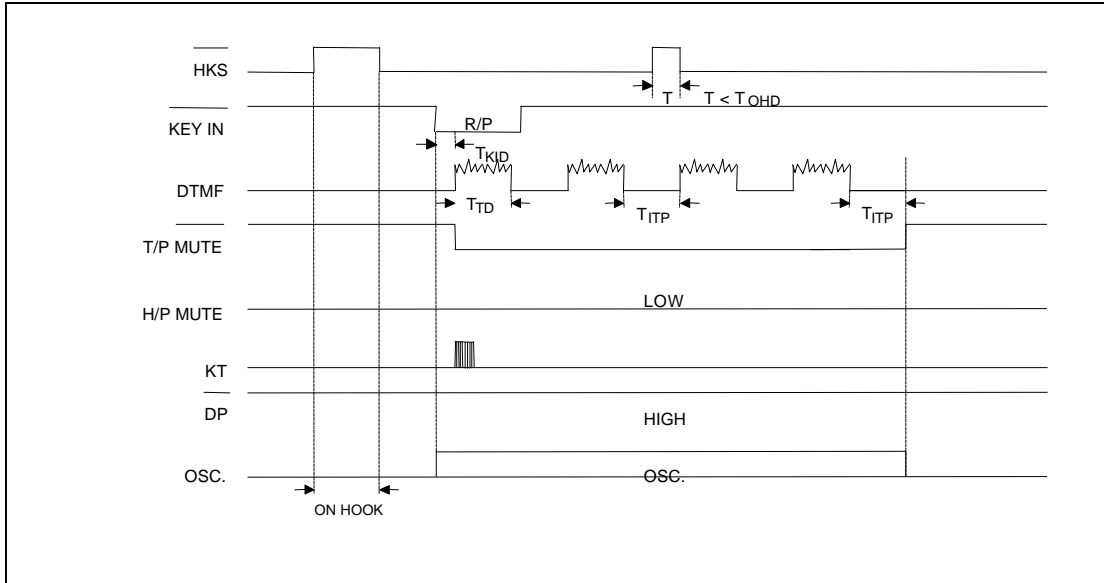 HKS
T T < TOHD
KEY IN
R/P
TKID
DTMF
TTD TITP TITP
T/P MUTE
LOW
H/P MUTE
KT
DP
HIGH
OSC. OSC.
ON HOOK